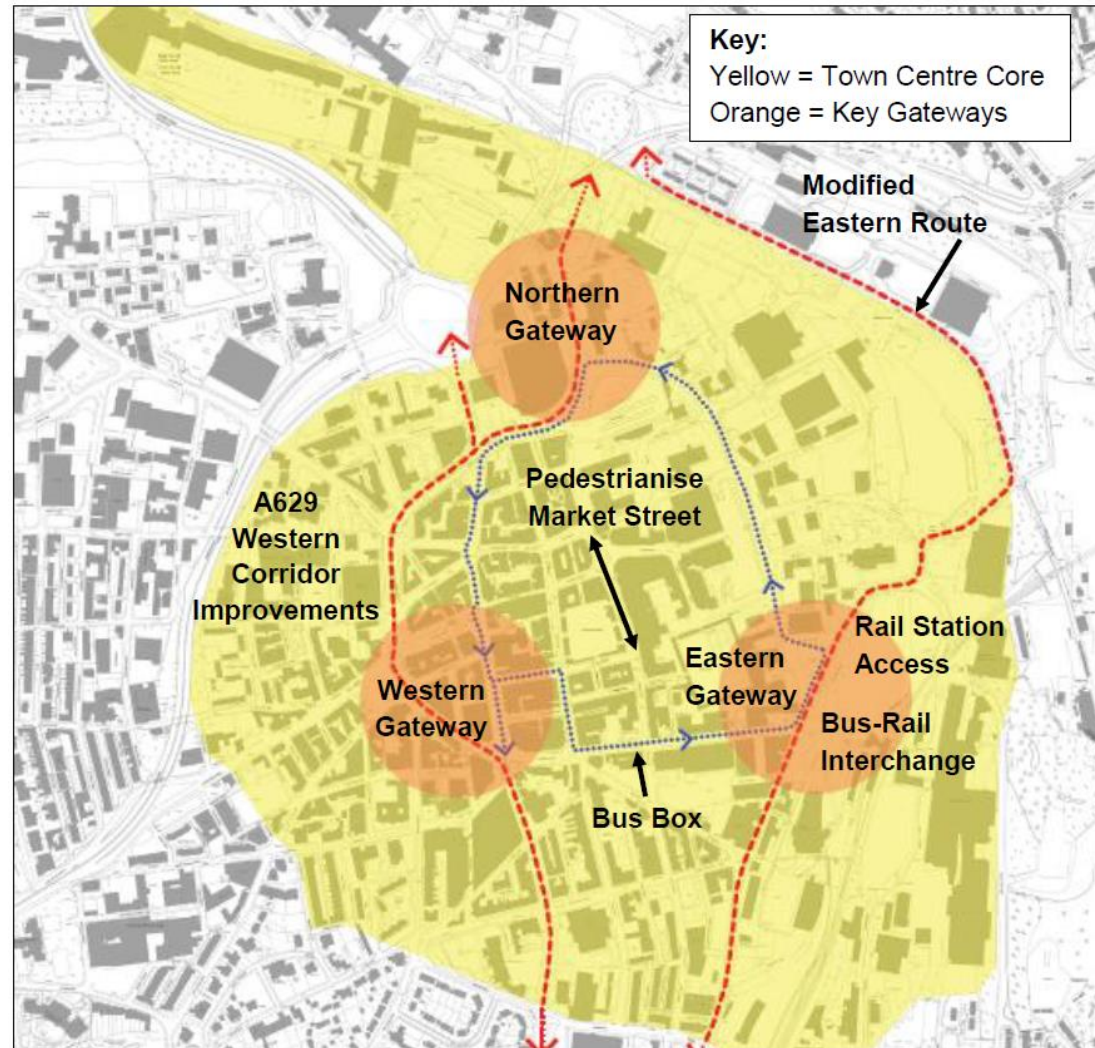 Key:
Yellow = Town Centre Core
Orange = Key Gateways
Modified
Eastern Route
Northern
Gateway
Pedestrianise
Market Street
A629
Western
Corridor
Improvements
Rail Station
Access
Eastern
Gateway
Western
Gateway
Bus-Rail
Interchange
Bus Box